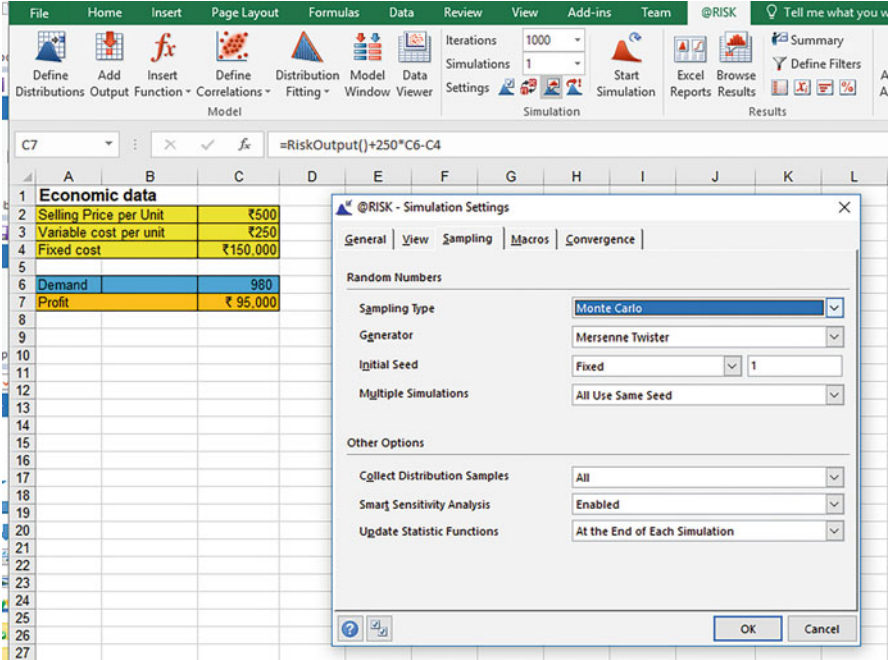 File Home Insert Page Layout Formulas Data Review View Add-ins Team @RISK Tell me what you w
Define Distributions
Add Output
Insert Function
Define Correlations
Distribution Fitting
Model Window
Data Viewer
Model
Iterations 1000
Simulations 1
Settings
Start Simulation
Simulation
Excel Reports
Browse Results
Summary
Define Filters
Results
C7 fx =RiskOutput()+250*C6-C4
A B C D E F G H I J K L
1 Economic data
2 Selling Price per Unit ₹500
3 Variable cost per unit ₹250
4 Fixed cost ₹150,000
5
6 Demand 980
7 Profit ₹ 95,000
8
9
10
11
12
13
14
15
16
17
18
19
20
21
22
23
24
25
26
27
@RISK - Simulation Settings
General View Sampling Macros Convergence
Random Numbers
Sampling Type Monte Carlo
Generator Mersenne Twister
Initial Seed Fixed 1
Multiple Simulations All Use Same Seed
Other Options
Collect Distribution Samples All
Smart Sensitivity Analysis Enabled
Update Statistic Functions At the End of Each Simulation
OK Cancel